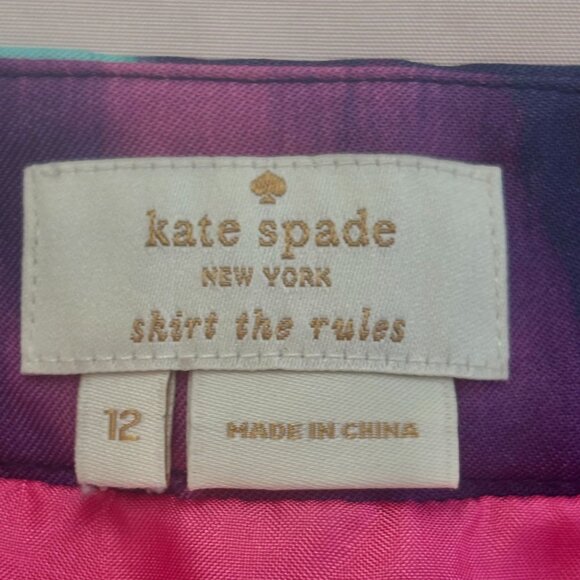 kate spade
NEW YORK
skirt the rules
12
MADE IN CHINA